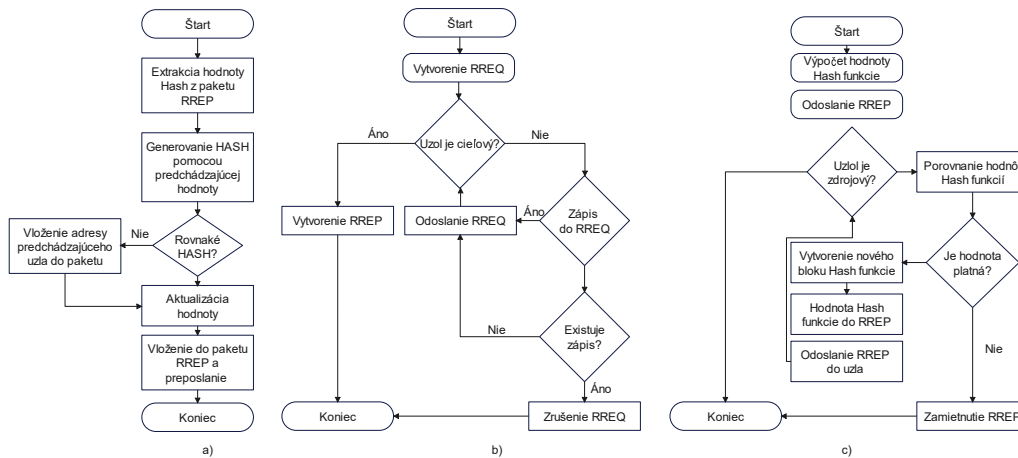 Štart
Extrakcia hodnoty
Hash z paketu
RREP
Generovanie HASH
pomocou
predchádzajúcej
hodnoty
Rovnaké
HASH?
Nie
Vloženie adresy
predchádzajúceho
uzla do paketu
Aktualizácia
hodnoty
Vloženie do paketu
RREP a
preposlanie
Koniec
a)
Štart
Vytvorenie RREQ
Uzol je cieľový?
Áno
Nie
Vytvorenie RREP
Odoslanie RREQ
Áno
Zápis
do RREQ
Nie
Existuje
zápis?
Áno
Koniec
Zrušenie RREQ
b)
Štart
Výpočet hodnoty
Hash funkcie
Odoslanie RREP
Uzlol je
zdrojový?
Porovnanie hodnô
Hash funkcií
Vytvorenie nového
bloku Hash funkcie
Je hodnota
platná?
Hodnota Hash
funkcie do RREP
Odoslanie RREP
do uzla
Nie
Koniec
Zamietnutie RREP
c)